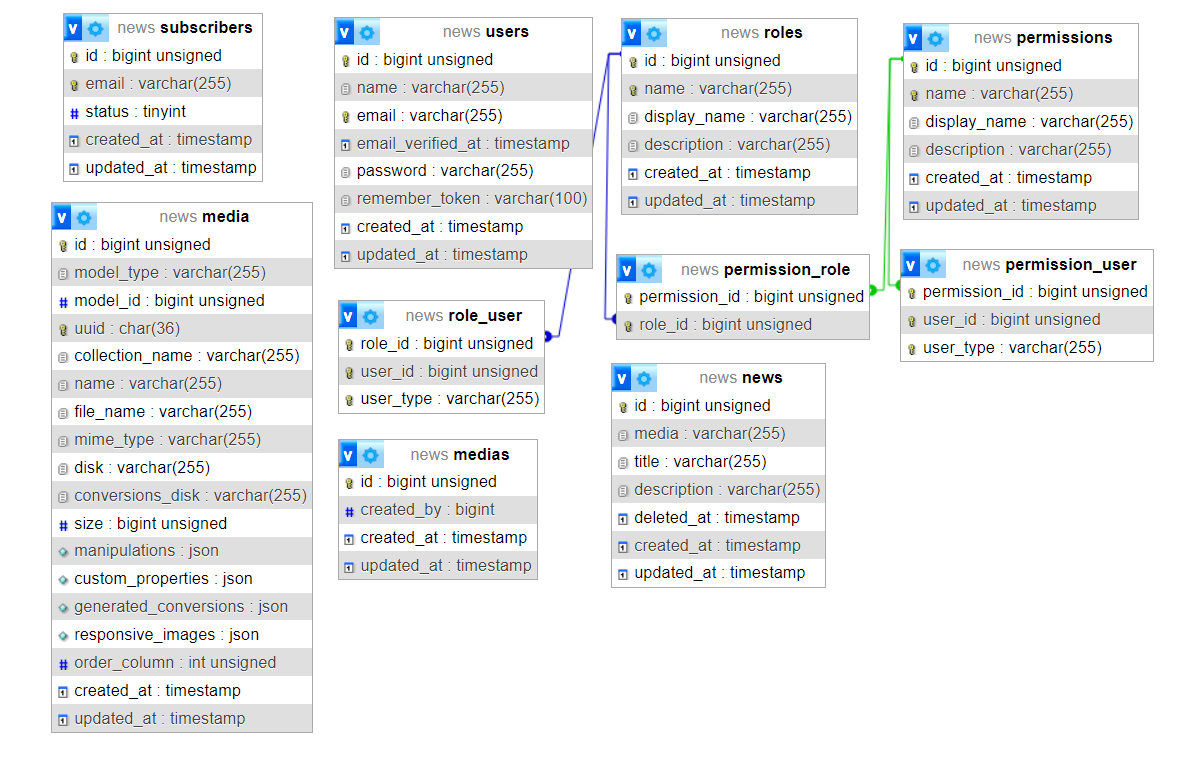 v news subscribers
id : bigint unsigned
email : varchar(255)
status : tinyint
created_at : timestamp
updated_at : timestamp
v news media
id : bigint unsigned
model_type : varchar(255)
model_id : bigint unsigned
uuid : char(36)
collection_name : varchar(255)
name : varchar(255)
file_name : varchar(255)
mime_type : varchar(255)
disk : varchar(255)
conversions_disk : varchar(255)
size : bigint unsigned
manipulations : json
custom_properties : json
generated_conversions : json
responsive_images : json
order_column : int unsigned
created_at : timestamp
updated_at : timestamp
v news users
id : bigint unsigned
name : varchar(255)
email : varchar(255)
email_verified_at : timestamp
password : varchar(255)
remember_token : varchar(100)
created_at : timestamp
updated_at : timestamp
v news role_user
role_id : bigint unsigned
user_id : bigint unsigned
user_type : varchar(255)
v news medias
id : bigint unsigned
created_by : bigint
created_at : timestamp
updated_at : timestamp
v news roles
id : bigint unsigned
name : varchar(255)
display_name : varchar(255)
description : varchar(255)
created_at : timestamp
updated_at : timestamp
v news permission_role
permission_id : bigint unsigned
role_id : bigint unsigned
v news news
id : bigint unsigned
media : varchar(255)
title : varchar(255)
description : varchar(255)
deleted_at : timestamp
created_at : timestamp
updated_at : timestamp
v news permissions
id : bigint unsigned
name : varchar(255)
display_name : varchar(255)
description : varchar(255)
created_at : timestamp
updated_at : timestamp
v news permission_user
permission_id : bigint unsigned
user_id : bigint unsigned
user_type : varchar(255)